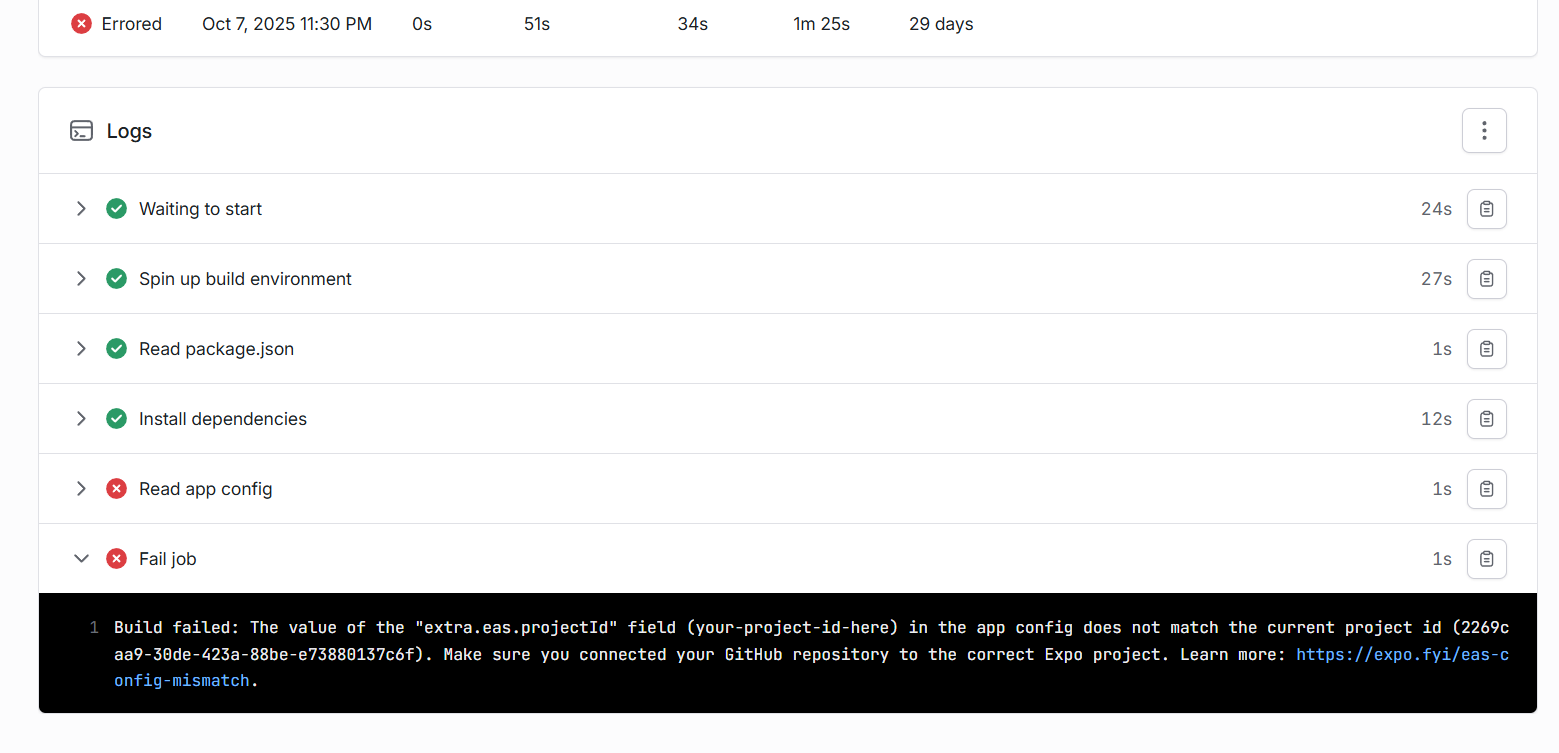 Errored Oct 7, 2025 11:30 PM 0s 51s 34s 1m 25s 29 days
Logs
Waiting to start 24s
Spin up build environment 27s
Read package.json 1s
Install dependencies 12s
Read app config 1s
Fail job 1s
1 Build failed: The value of the "extra.eas.projectId" field (your-project-id-here) in the app config does not match the current project id (2269c
aa9-30de-423a-88be-e73880137c6f). Make sure you connected your GitHub repository to the correct Expo project. Learn more: https://expo.fyi/eas-c
onfig-mismatch.